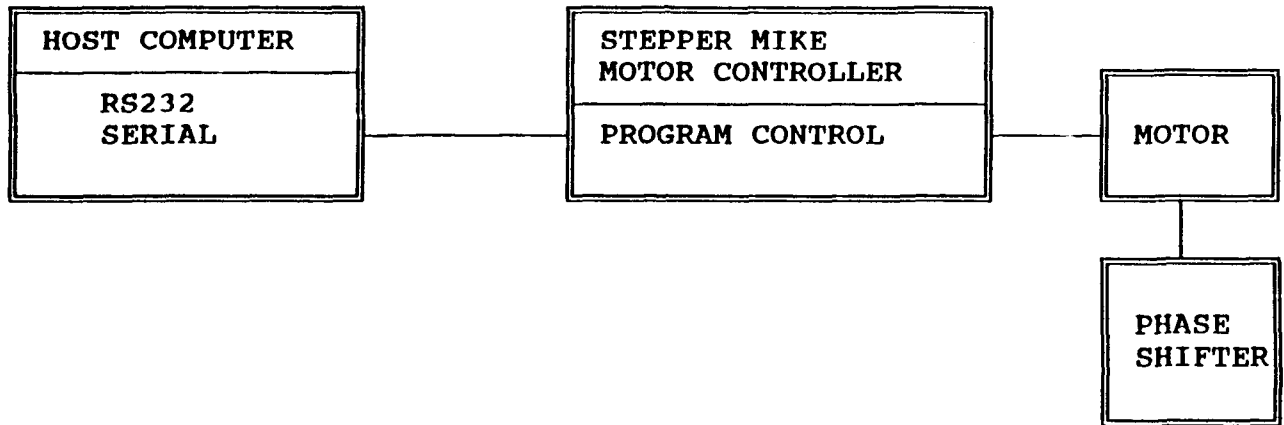 HOST COMPUTER
RS232
SERIAL
STEPPER MIKE
MOTOR CONTROLLER
PROGRAM CONTROL
MOTOR
PHASE
SHIFTER